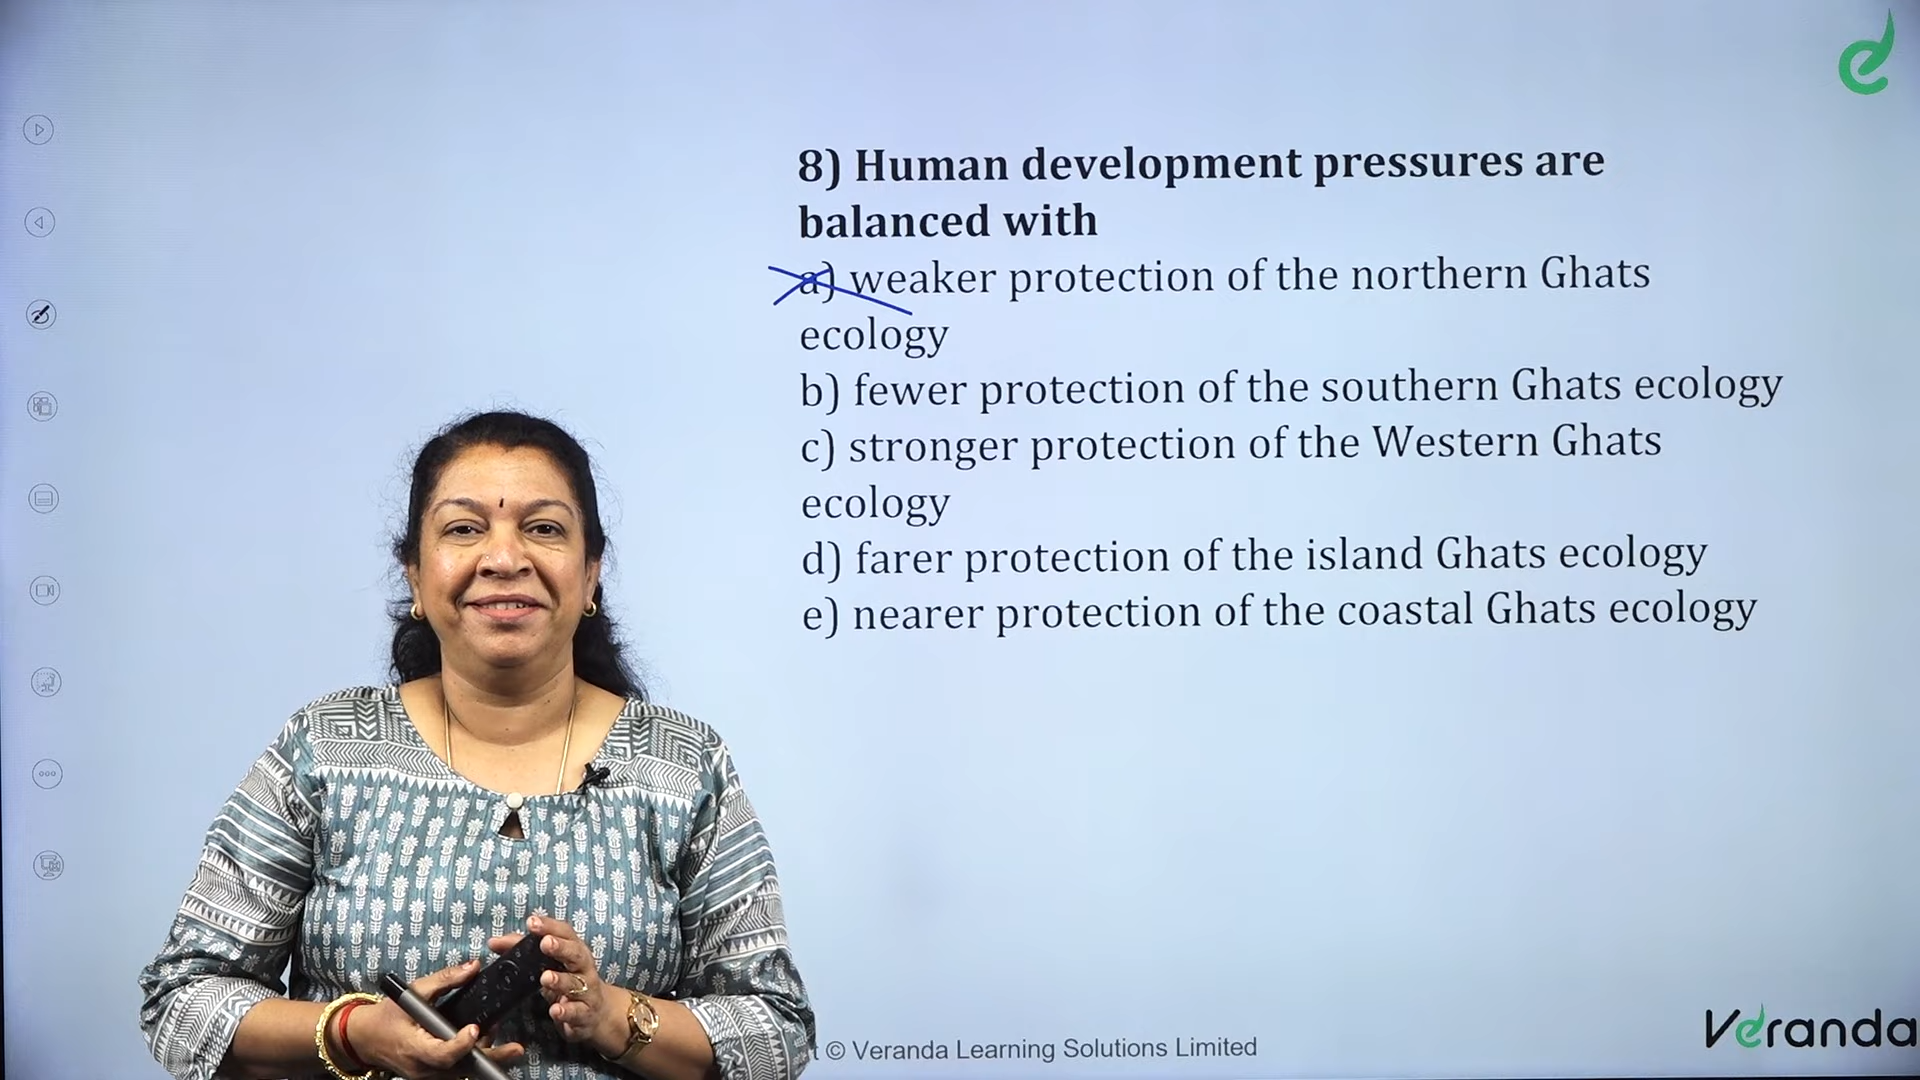 8) Human development pressures are
balanced with
a) weaker protection of the northern Ghats
ecology
b) fewer protection of the southern Ghats ecology
c) stronger protection of the Western Ghats
ecology
d) farer protection of the island Ghats ecology
e) nearer protection of the coastal Ghats ecology
t © Veranda Learning Solutions Limited
Veranda